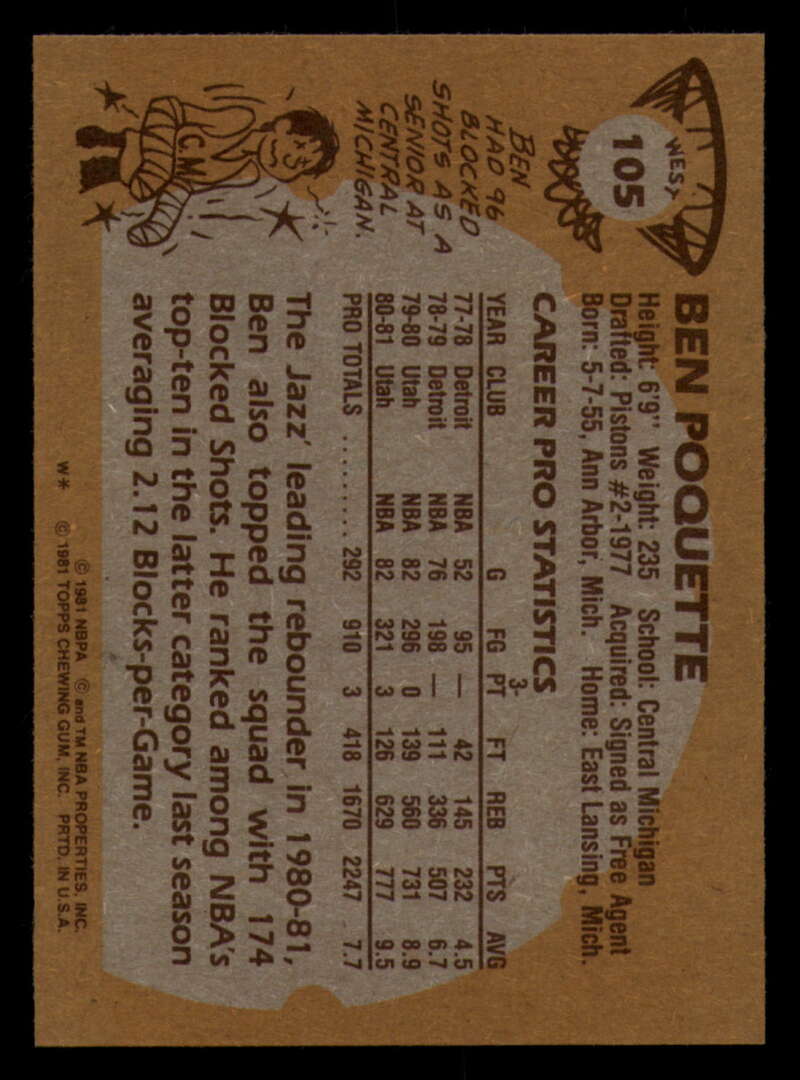 WEST
105
BEN POQUETTE
Height: 6'9" Weight: 235 School: Central Michigan
Drafted: Pistons #2-1977 Acquired: Signed as Free Agent
Born: 5-7-55, Ann Arbor, Mich. Home: East Lansing, Mich.
CAREER PRO STATISTICS
YEAR CLUB G FG 3-PT FT REB PTS AVG
77-78 Detroit NBA 52 95 — 42 145 232 4.5
78-79 Detroit NBA 76 198 — 111 336 507 6.7
79-80 Utah NBA 82 296 0 139 560 731 8.9
80-81 Utah NBA 82 321 3 126 629 777 9.5
PRO TOTALS .......... 292 910 3 418 1670 2247 7.7
BEN
HAD 96
BLOCKED
SHOTS AS A
SENIOR AT
CENTRAL
MICHIGAN.
C.M.
The Jazz' leading rebounder in 1980-81,
Ben also topped the squad with 174
Blocked Shots. He ranked among NBA's
top-ten in the latter category last season
averaging 2.12 Blocks-per-Game.
© 1981 NBPA © and TM NBA PROPERTIES, INC.
W* © 1981 TOPPS CHEWING GUM, INC. PRTD. IN U.S.A.